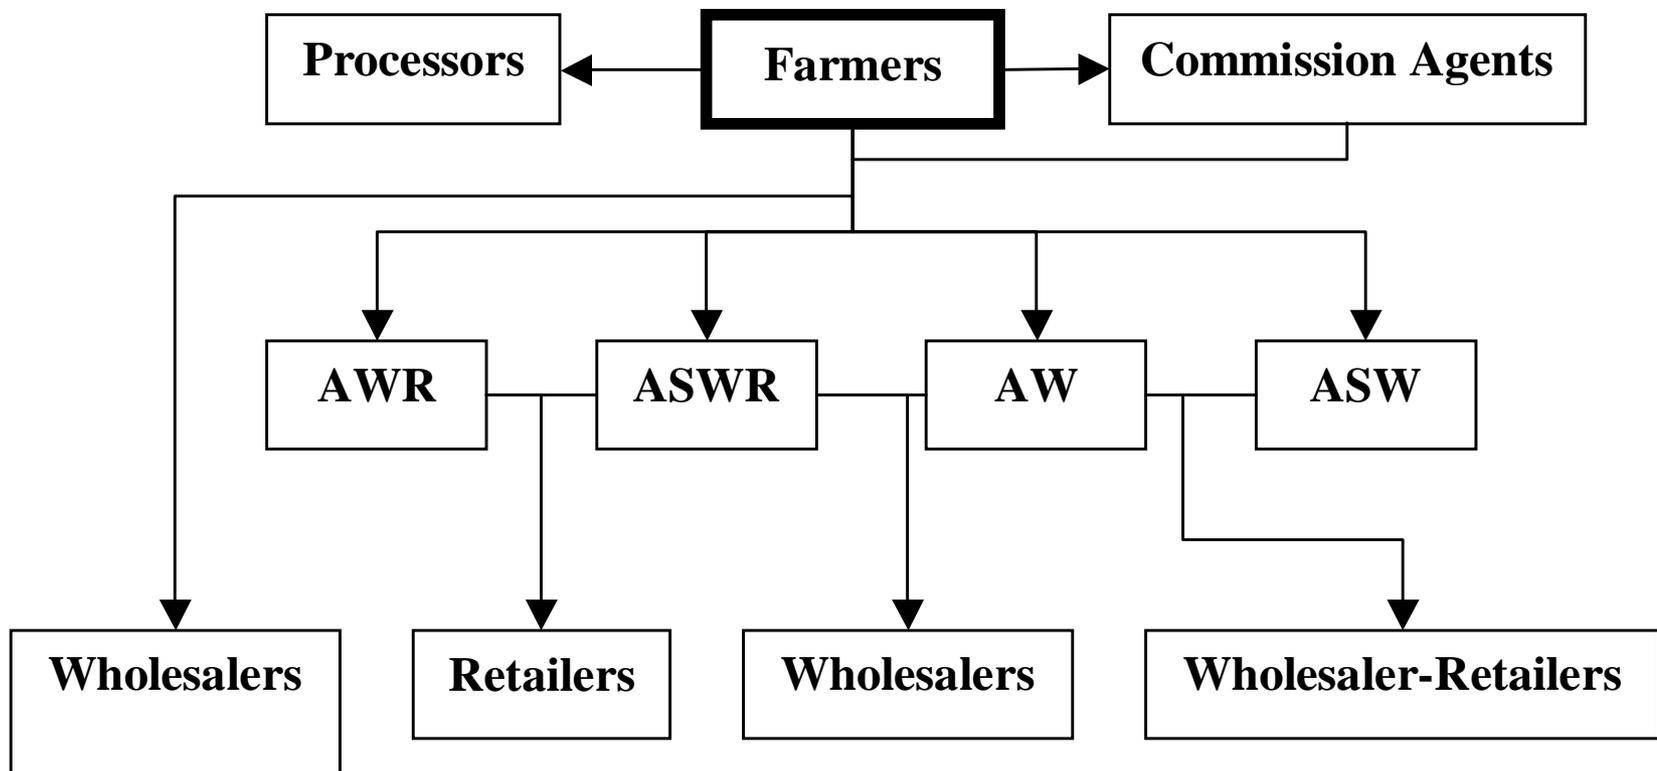 Processors
Farmers
Commission Agents
AWR
ASWR
AW
ASW
Wholesalers
Retailers
Wholesalers
Wholesaler-Retailers